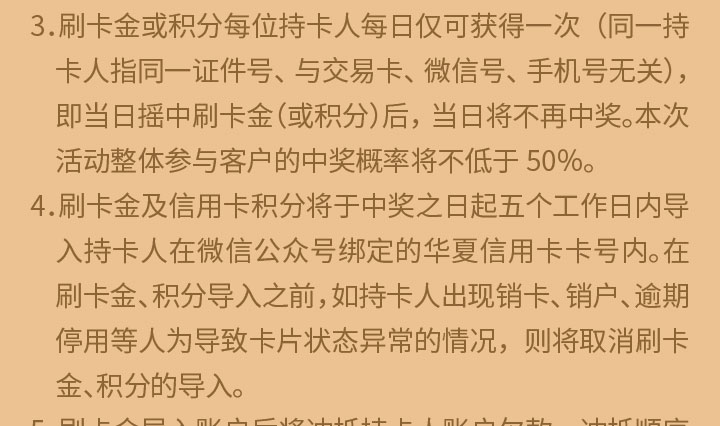 3.刷卡金或积分每位持卡人每日仅可获得一次（同一持
卡人指同一证件号、与交易卡、微信号、手机号无关），
即当日摇中刷卡金（或积分）后，当日将不再中奖。本次
活动整体参与客户的中奖概率将不低于 50%。
4.刷卡金及信用卡积分将于中奖之日起五个工作日内导
入持卡人在微信公众号绑定的华夏信用卡卡号内。在
刷卡金、积分导入之前，如持卡人出现销卡、销户、逾期
停用等人为导致卡片状态异常的情况，则将取消刷卡
金、积分的导入。